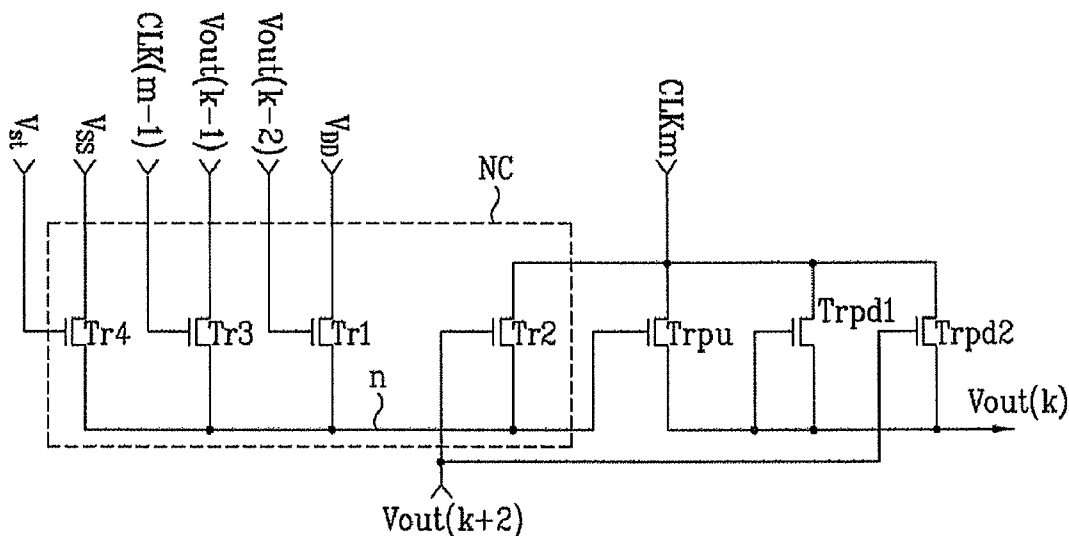 Vst
VSS
CLK(m-1)
Vout(k-1)
Vout(k-2)
VDD
CLKm
NC
Tr4
Tr3
Tr1
Tr2
Trpu
Trpd1
Trpd2
n
Vout(k)
Vout(k+2)